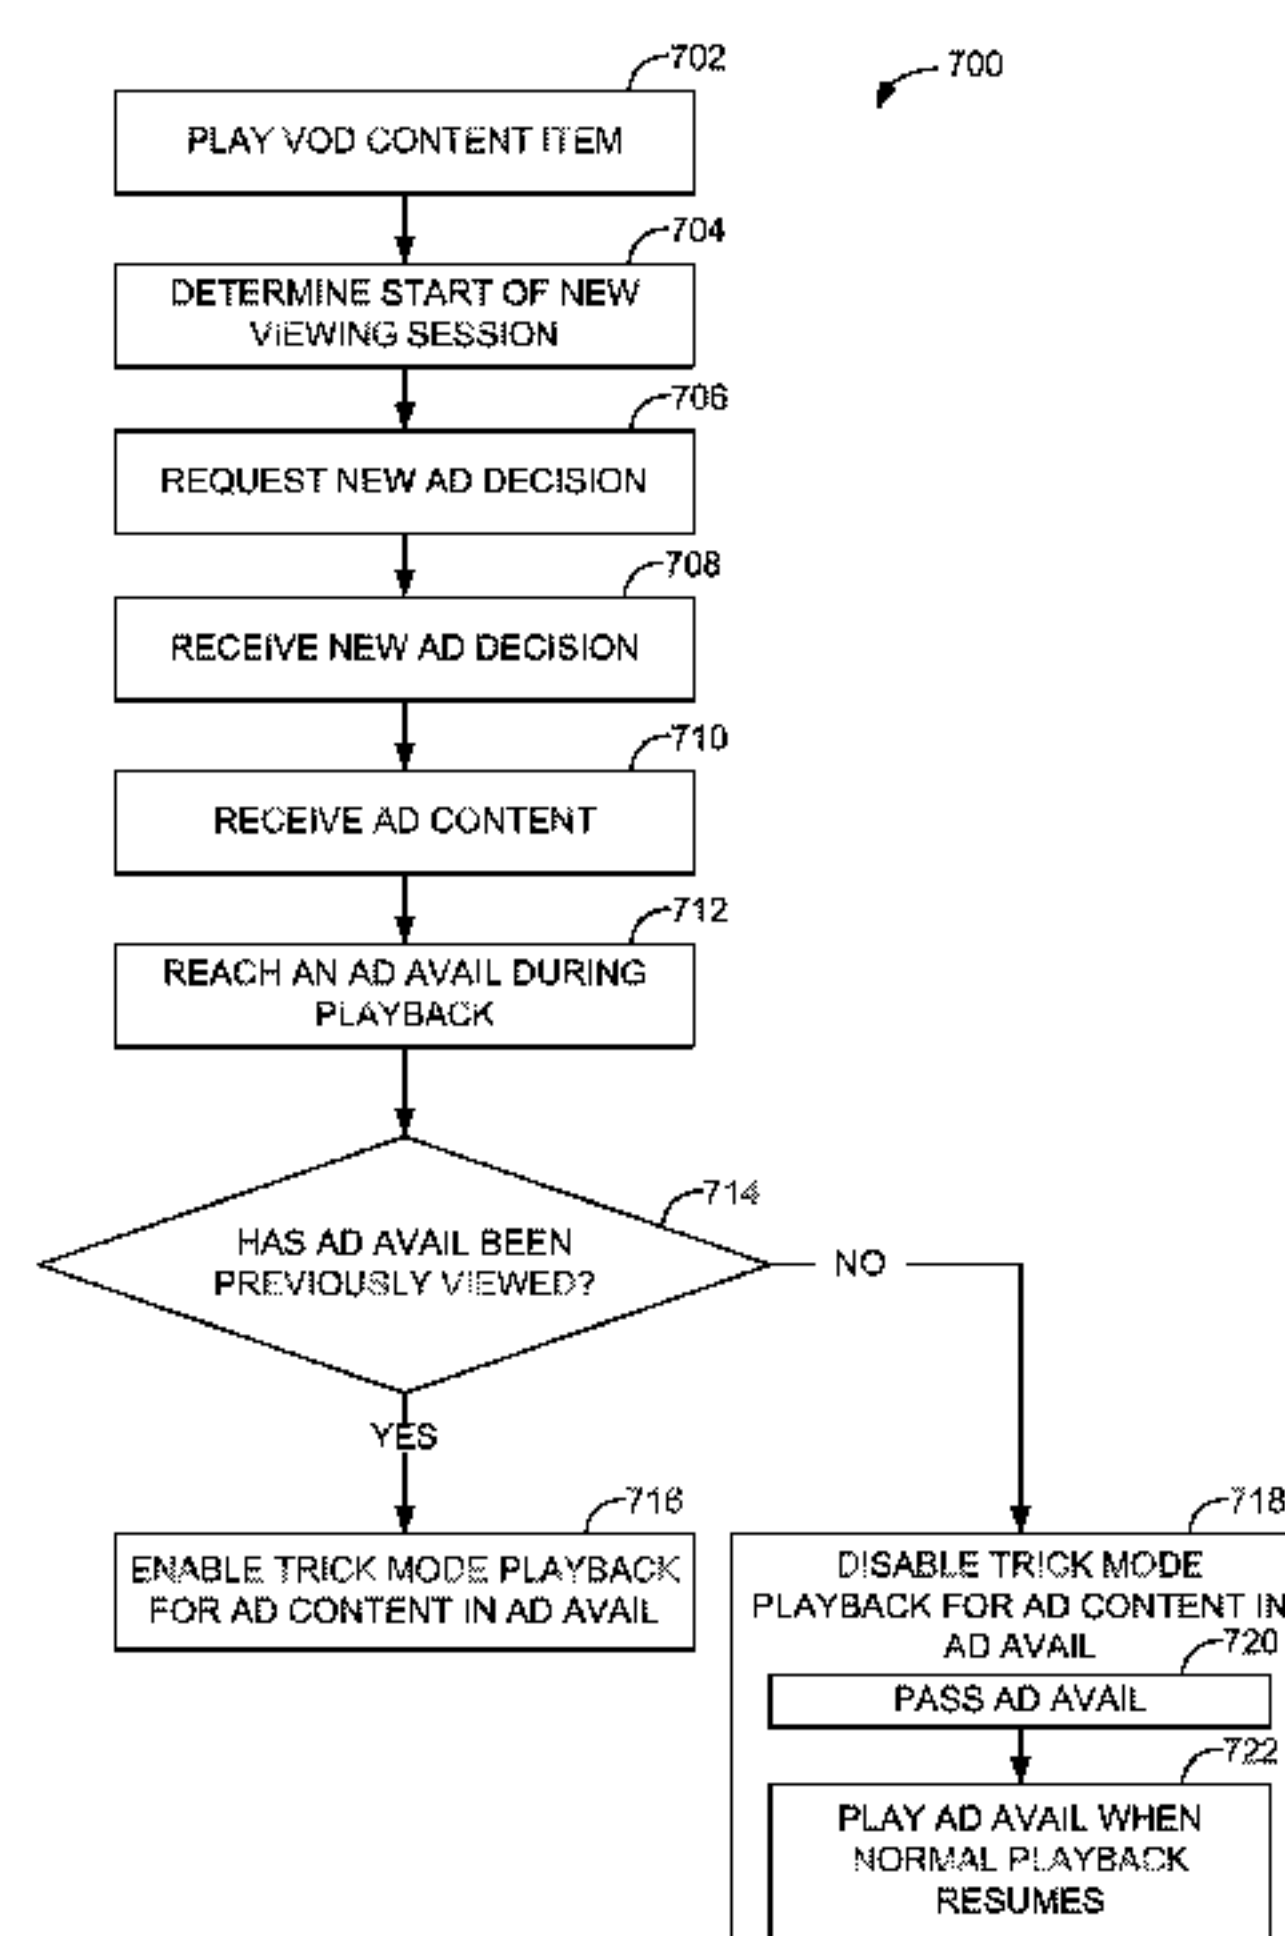 702
700
PLAY VOD CONTENT ITEM
704
DETERMINE START OF NEW
VIEWING SESSION
706
REQUEST NEW AD DECISION
708
RECEIVE NEW AD DECISION
710
RECEIVE AD CONTENT
712
REACH AN AD AVAIL DURING
PLAYBACK
714
HAS AD AVAIL BEEN
PREVIOUSLY VIEWED?
NO
YES
716
ENABLE TRICK MODE PLAYBACK
FOR AD CONTENT IN AD AVAIL
718
DISABLE TRICK MODE
PLAYBACK FOR AD CONTENT IN
AD AVAIL
720
PASS AD AVAIL
722
PLAY AD AVAIL WHEN
NORMAL PLAYBACK
RESUMES